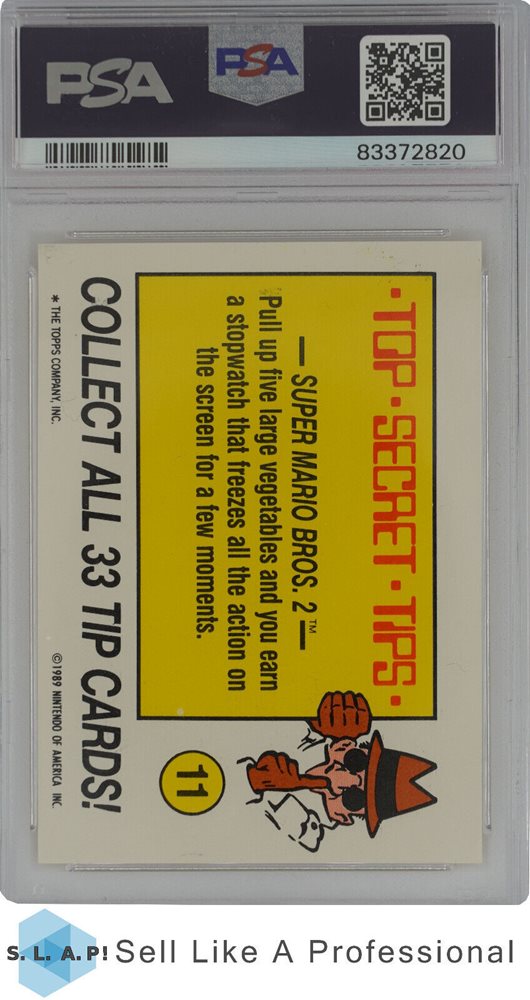 PSA
PSA
83372820
·TOP·SECRET·TIPS·
— SUPER MARIO BROS. 2™ —
Pull up five large vegetables and you earn
a stopwatch that freezes all the action on
the screen for a few moments.
11
COLLECT ALL 33 TIP CARDS!
* THE TOPPS COMPANY, INC.
©1989 NINTENDO OF AMERICA INC.
S. L. A. P! Sell Like A Professional